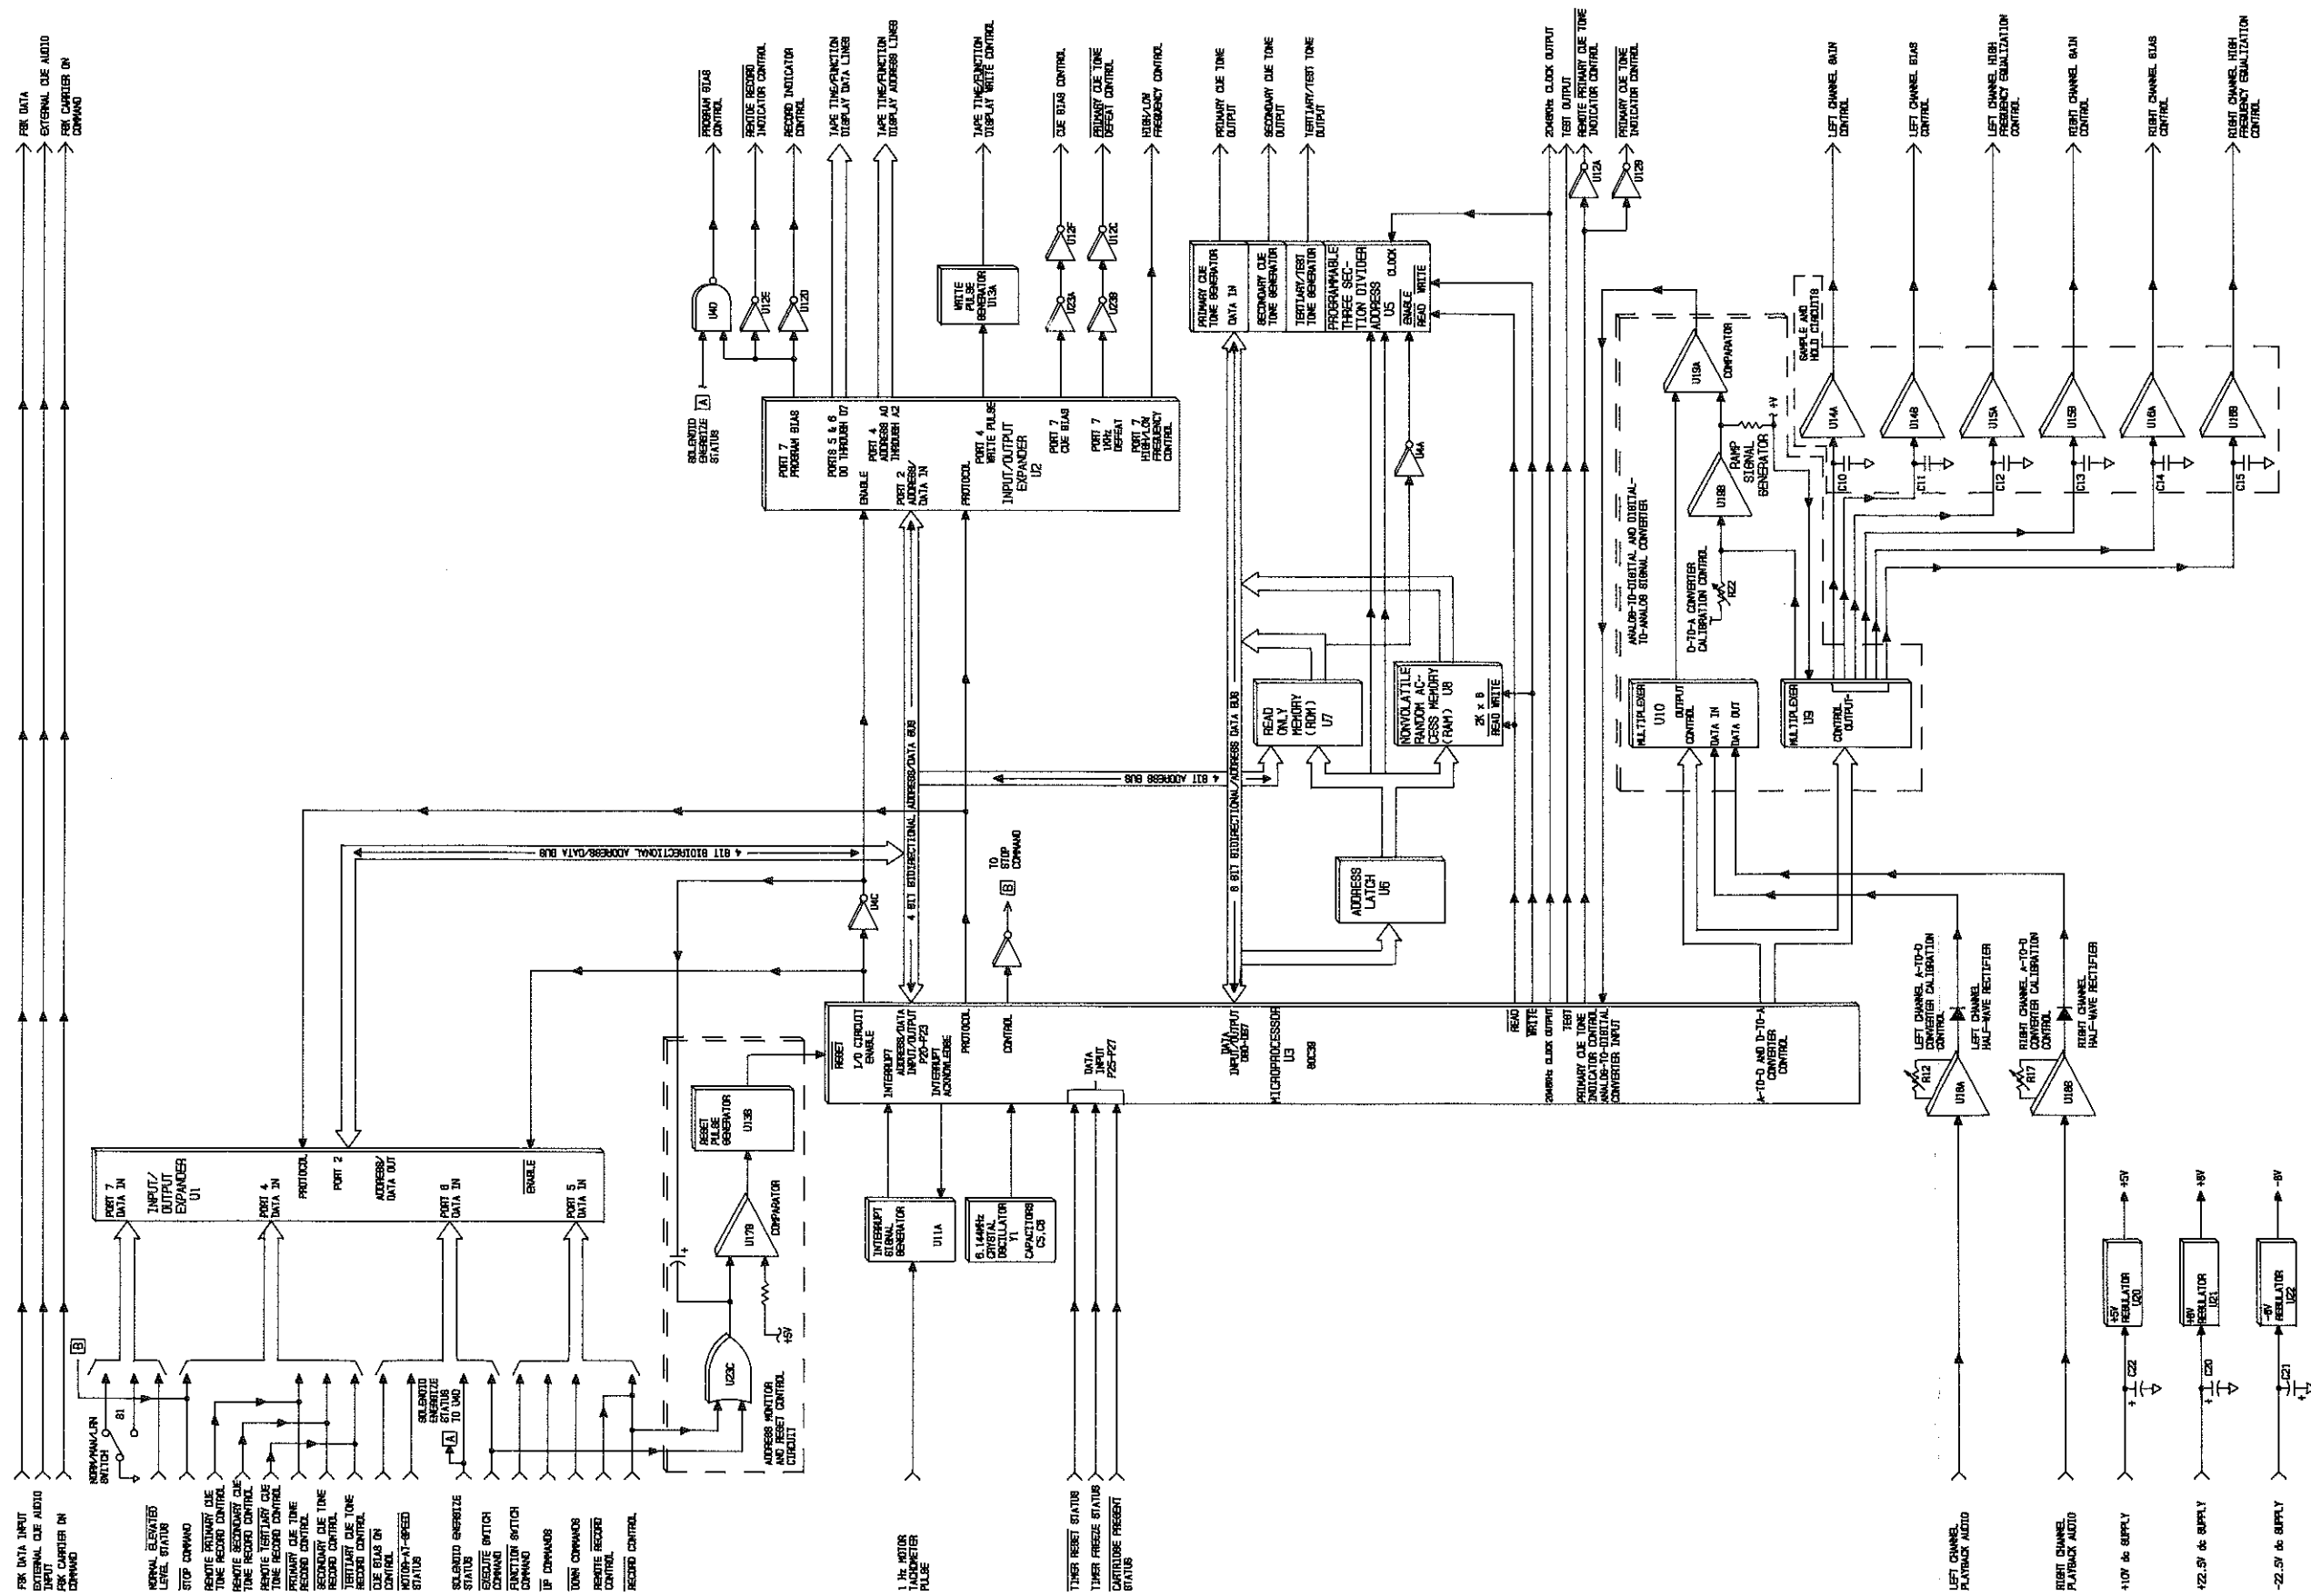 FSK DATA
EXTERNAL CUE AUDIO
FSK CARRIER ON
COMMAND
PROGRAM BIAS
CONTROL
REMOTE RECORD
INDICATOR CONTROL
RECORD INDICATOR
CONTROL
TAPE TIME/FUNCTION
DISPLAY DATA LINES
TAPE TIME/FUNCTION
DISPLAY ADDRESS LINES
TAPE TIME/FUNCTION
DISPLAY WRITE CONTROL
CUE BIAS CONTROL
PRIMARY CUE TONE
DEFEAT CONTROL
HIGH/LOW
FREQUENCY CONTROL
PRIMARY CUE TONE
OUTPUT
SECONDARY CUE TONE
OUTPUT
TERTIARY/TEST TONE
OUTPUT
2048KHz CLOCK OUTPUT
TEST OUTPUT
REMOTE PRIMARY CUE TONE
INDICATOR CONTROL
PRIMARY CUE TONE
INDICATOR CONTROL
LEFT CHANNEL GAIN
CONTROL
LEFT CHANNEL BIAS
CONTROL
LEFT CHANNEL HIGH
FREQUENCY EQUALIZATION
CONTROL
RIGHT CHANNEL GAIN
CONTROL
RIGHT CHANNEL BIAS
CONTROL
RIGHT CHANNEL HIGH
FREQUENCY EQUALIZATION
CONTROL
U4D
U12E
U12D
WRITE
PULSE
GENERATOR
U13A
U12F
U23A
U12C
U23B
U12A
U12B
SOLENOID
ENERGIZE
STATUS
A
PORT 7
PROGRAM BIAS
PORTS 5 & 6
D0 THROUGH D7
PORT 4
ADDRESS A0
THROUGH A2
ENABLE
PORT 2
ADDRESS/
DATA IN
PROTOCOL
PORT 4
WRITE PULSE
INPUT/OUTPUT
EXPANDER
U2
PORT 7
CUE BIAS
PORT 7
1KHz
DEFEAT
PORT 7
HIGH/LOW
FREQUENCY
CONTROL
PRIMARY CUE
TONE GENERATOR
DATA IN
SECONDARY CUE
TONE GENERATOR
TERTIARY/TEST
TONE GENERATOR
PROGRAMMABLE
THREE SEC-
TION DIVIDER
ADDRESS
U5
CLOCK
ENABLE
READ WRITE
U4A
ANALOG-TO-DIGITAL AND DIGITAL-
TO-ANALOG SIGNAL CONVERTER
U19A
COMPARATOR
RAMP
SIGNAL
GENERATOR
U19B
+V
D-TO-A CONVERTER
CALIBRATION CONTROL
R22
SAMPLE AND
HOLD CIRCUITS
U14A
U14B
U15A
U15B
U16A
U16B
C10
C11
C12
C13
C14
C15
READ
ONLY
MEMORY
(ROM)
U7
NONVOLATILE
RANDOM AC-
CESS MEMORY
(RAM) U8
2K x 8
READ WRITE
MULTIPLEXER
U10
OUTPUT
CONTROL
DATA IN
DATA OUT
MULTIPLEXER
U9
CONTROL
OUTPUT
4 BIT ADDRESS BUS
4 BIT BIDIRECTIONAL ADDRESS/DATA BUS
4 BIT BIDIRECTIONAL ADDRESS/DATA BUS
8 BIT BIDIRECTIONAL/ADDRESS DATA BUS
TO
STOP
COMMAND
B
U4C
ADDRESS
LATCH
U6
RESET
I/O CIRCUIT
ENABLE
INTERRUPT
ADDRESS/DATA
INPUT/OUTPUT
P20-P23
INTERRUPT
ACKNOWLEDGE
PROTOCOL
CONTROL
DATA
INPUT
P25-P27
DATA
INPUT/OUTPUT
DB0-DB7
MICROPROCESSOR
U3
80C39
READ
WRITE
2048KHz CLOCK OUTPUT
TEST
PRIMARY CUE TONE
INDICATOR CONTROL
ANALOG-TO-DIGITAL
CONVERTER INPUT
A-TO-D AND D-TO-A
CONVERTER
CONTROL
LEFT CHANNEL A-TO-D
CONVERTER CALIBRATION
CONTROL
R12
U18A
LEFT CHANNEL
HALF-WAVE RECTIFIER
RIGHT CHANNEL A-TO-D
CONVERTER CALIBRATION
CONTROL
R17
U18B
RIGHT CHANNEL
HALF-WAVE RECTIFIER
PORT 7
DATA IN
INPUT/
OUTPUT
EXPANDER
U1
PORT 4
DATA IN
PROTOCOL
PORT 2
ADDRESS/
DATA OUT
PORT 6
DATA IN
ENABLE
PORT 5
DATA IN
RESET
PULSE
GENERATOR
U13B
U17B
COMPARATOR
+5V
U23C
ADDRESS MONITOR
AND RESET CONTROL
CIRCUIT
INTERRUPT
SIGNAL
GENERATOR
U11A
6.144MHz
CRYSTAL
OSCILLATOR
Y1
CAPACITORS
C5,C6
+5V
REGULATOR
U20
+5V
C22
+8V
REGULATOR
U21
+8V
C20
-8V
REGULATOR
U22
-8V
C21
B
NORM/MAN/LRN
SWITCH
S1
SOLENOID
ENERGIZE
STATUS
TO U4D
A
FSK DATA INPUT
EXTERNAL CUE AUDIO
INPUT
FSK CARRIER ON
COMMAND
NORMAL ELEVATED
LEVEL STATUS
STOP COMMAND
REMOTE PRIMARY CUE
TONE RECORD CONTROL
REMOTE SECONDARY CUE
TONE RECORD CONTROL
REMOTE TERTIARY CUE
TONE RECORD CONTROL
PRIMARY CUE TONE
RECORD CONTROL
SECONDARY CUE TONE
RECORD CONTROL
TERTIARY CUE TONE
RECORD CONTROL
CUE BIAS ON
CONTROL
MOTOR-AT-SPEED
STATUS
SOLENOID ENERGIZE
STATUS
EXECUTE SWITCH
COMMAND
FUNCTION SWITCH
COMMAND
UP COMMANDS
DOWN COMMANDS
REMOTE RECORD
CONTROL
RECORD CONTROL
1 Hz MOTOR
TACHOMETER
PULSE
TIMER RESET STATUS
TIMER FREEZE STATUS
CARTRIDGE PRESENT
STATUS
LEFT CHANNEL
PLAYBACK AUDIO
RIGHT CHANNEL
PLAYBACK AUDIO
+10V dc SUPPLY
+22.5V dc SUPPLY
-22.5V dc SUPPLY